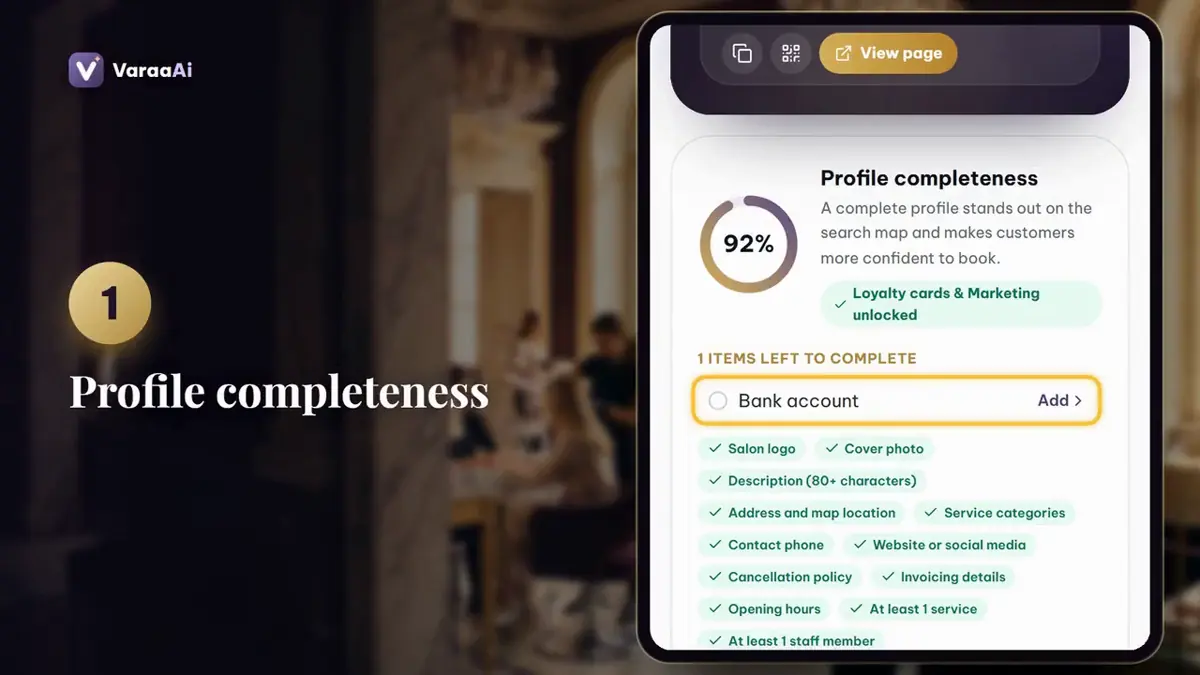 VaraaAi
1
Profile completeness
View page
92%
Profile completeness
A complete profile stands out on the
search map and makes customers
more confident to book.
Loyalty cards & Marketing
unlocked
1 ITEMS LEFT TO COMPLETE
Bank account
Add
Salon logo
Cover photo
Description (80+ characters)
Address and map location
Service categories
Contact phone
Website or social media
Cancellation policy
Invoicing details
Opening hours
At least 1 service
At least 1 staff member